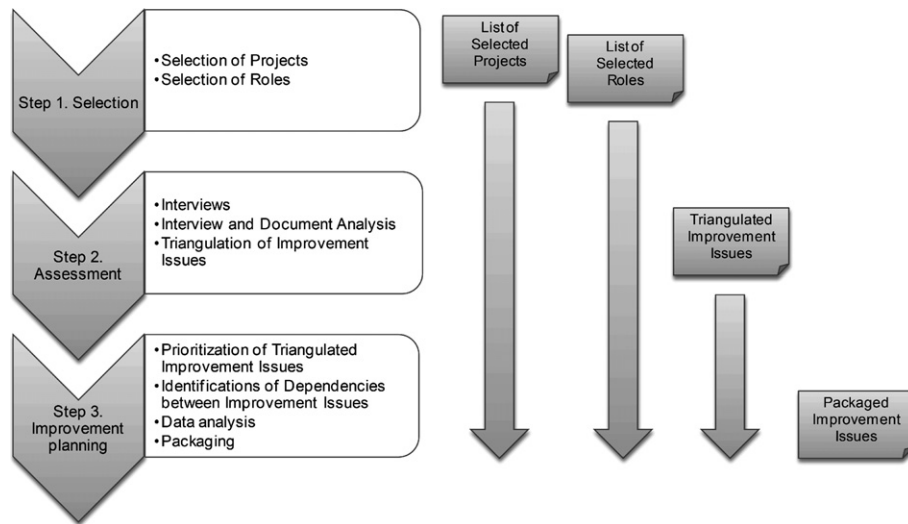 Step 1. Selection
•Selection of Projects
•Selection of Roles
List of
Selected
Projects
List of
Selected
Roles
Step 2.
Assessment
•Interviews
•Interview and Document Analysis
•Triangulation of Improvement
Issues
Triangulated
Improvement
Issues
Step 3.
Improvement
planning
•Prioritization of Triangulated
Improvement Issues
•Identifications of Dependencies
between Improvement Issues
•Data analysis
•Packaging
Packaged
Improvement
Issues